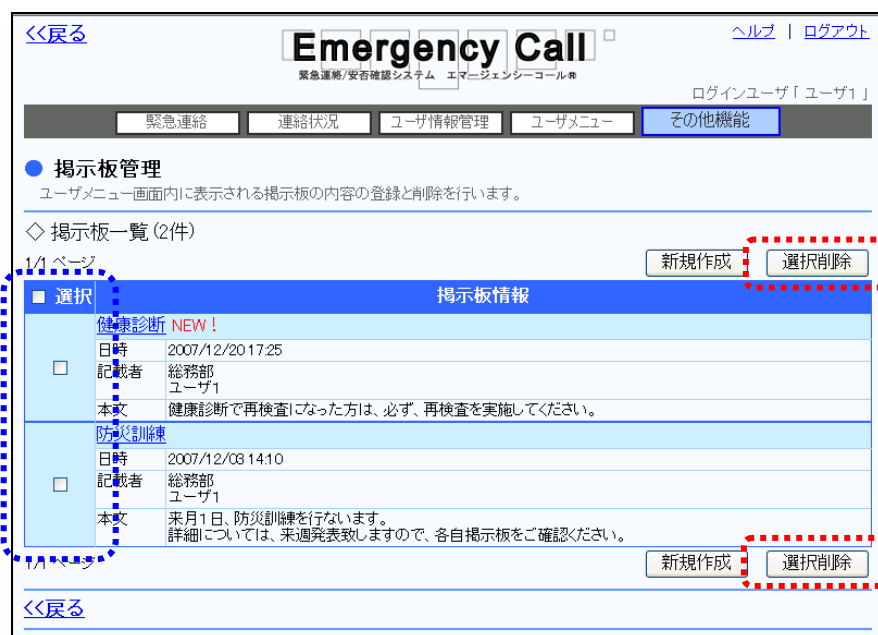 <<戻る
Emergency Call
緊急連絡/安否確認システム エマージェンシーコール®
ヘルプ | ログアウト
ログインユーザ「 ユーザ1 」
緊急連絡 連絡状況 ユーザ情報管理 ユーザメニュー その他機能
掲示板管理
ユーザメニュー画面内に表示される掲示板の内容の登録と削除を行います。
◇ 掲示板一覧(2件)
1/1 ページ 新規作成 選択削除
選択 掲示板情報
健康診断 NEW！
日時 2007/12/20 17:25
記載者 総務部
ユーザ1
本文 健康診断で再検査になった方は、必ず、再検査を実施してください。
防災訓練
日時 2007/12/03 14:10
記載者 総務部
ユーザ1
本文 来月1日、防災訓練を行ないます。
詳細については、来週発表致しますので、各自掲示板をご確認ください。
1/1 ページ 新規作成 選択削除
<<戻る